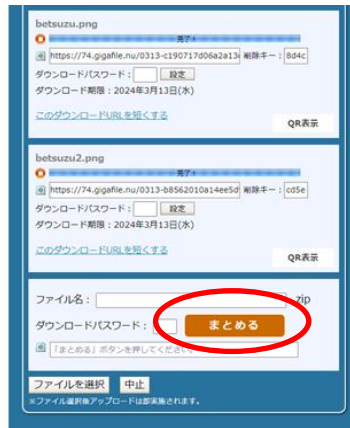 betsuzu.png
完了!
https://74.gigafile.nu/0313-c190717d06a2a13 削除キー: 8d4c
ダウンロードパスワード: 設定
ダウンロード期限:2024年3月13日(水)
このダウンロードURLを短くする
QR表示
betsuzu2.png
完了!
https://74.gigafile.nu/0313-b8562010a14ee5d 削除キー: cd5e
ダウンロードパスワード: 設定
ダウンロード期限:2024年3月13日(水)
このダウンロードURLを短くする
QR表示
ファイル名: .zip
ダウンロードパスワード: まとめる
「まとめる」ボタンを押してください
ファイルを選択 中止
※ファイル選択後アップロードは即実施されます。